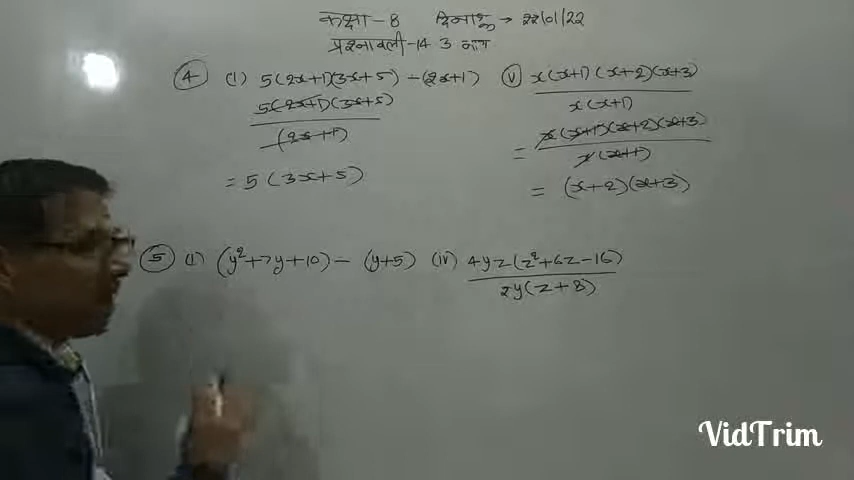 कक्षा - 8 दिनांक → 22/01/22
प्रश्नावली - 14.3 भाग
④ (i) 5(2x+1)(3x+5) - (2x+1)
5(2x+1)(3x+5)
(2x+1)
= 5(3x+5)
(v) x(x+1)(x+2)(x+3)
x(x+1)
= x(x+1)(x+2)(x+3)
x(x+1)
= (x+2)(x+3)
⑤ (i) (y²+7y+10) - (y+5) (iv) 4yz(z²+6z-16)
2y(z+8)
VidTrim